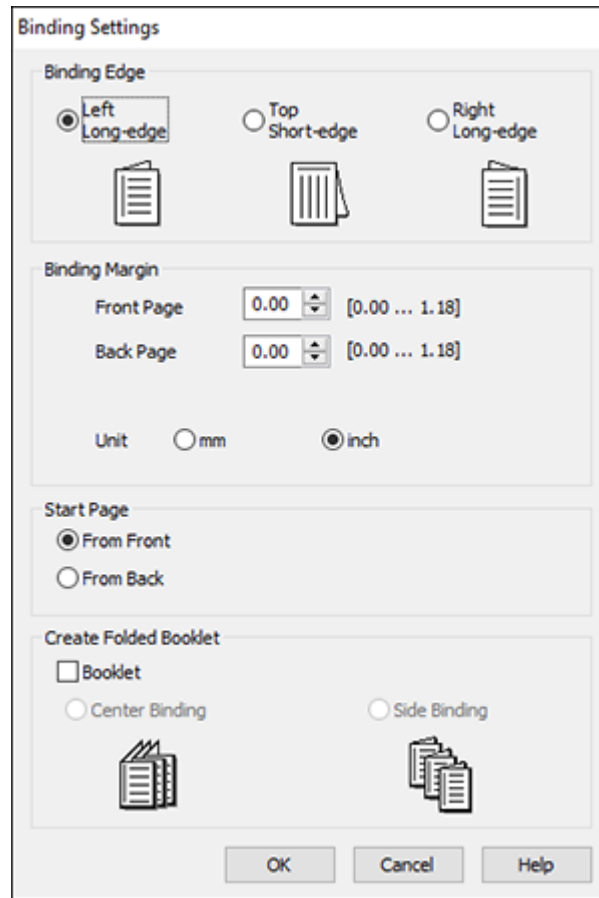 Binding Settings
Binding Edge
Left
Long-edge
Top
Short-edge
Right
Long-edge
Binding Margin
Front Page 0.00 [0.00 ... 1.18]
Back Page 0.00 [0.00 ... 1.18]
Unit mm inch
Start Page
From Front
From Back
Create Folded Booklet
Booklet
Center Binding Side Binding
OK Cancel Help